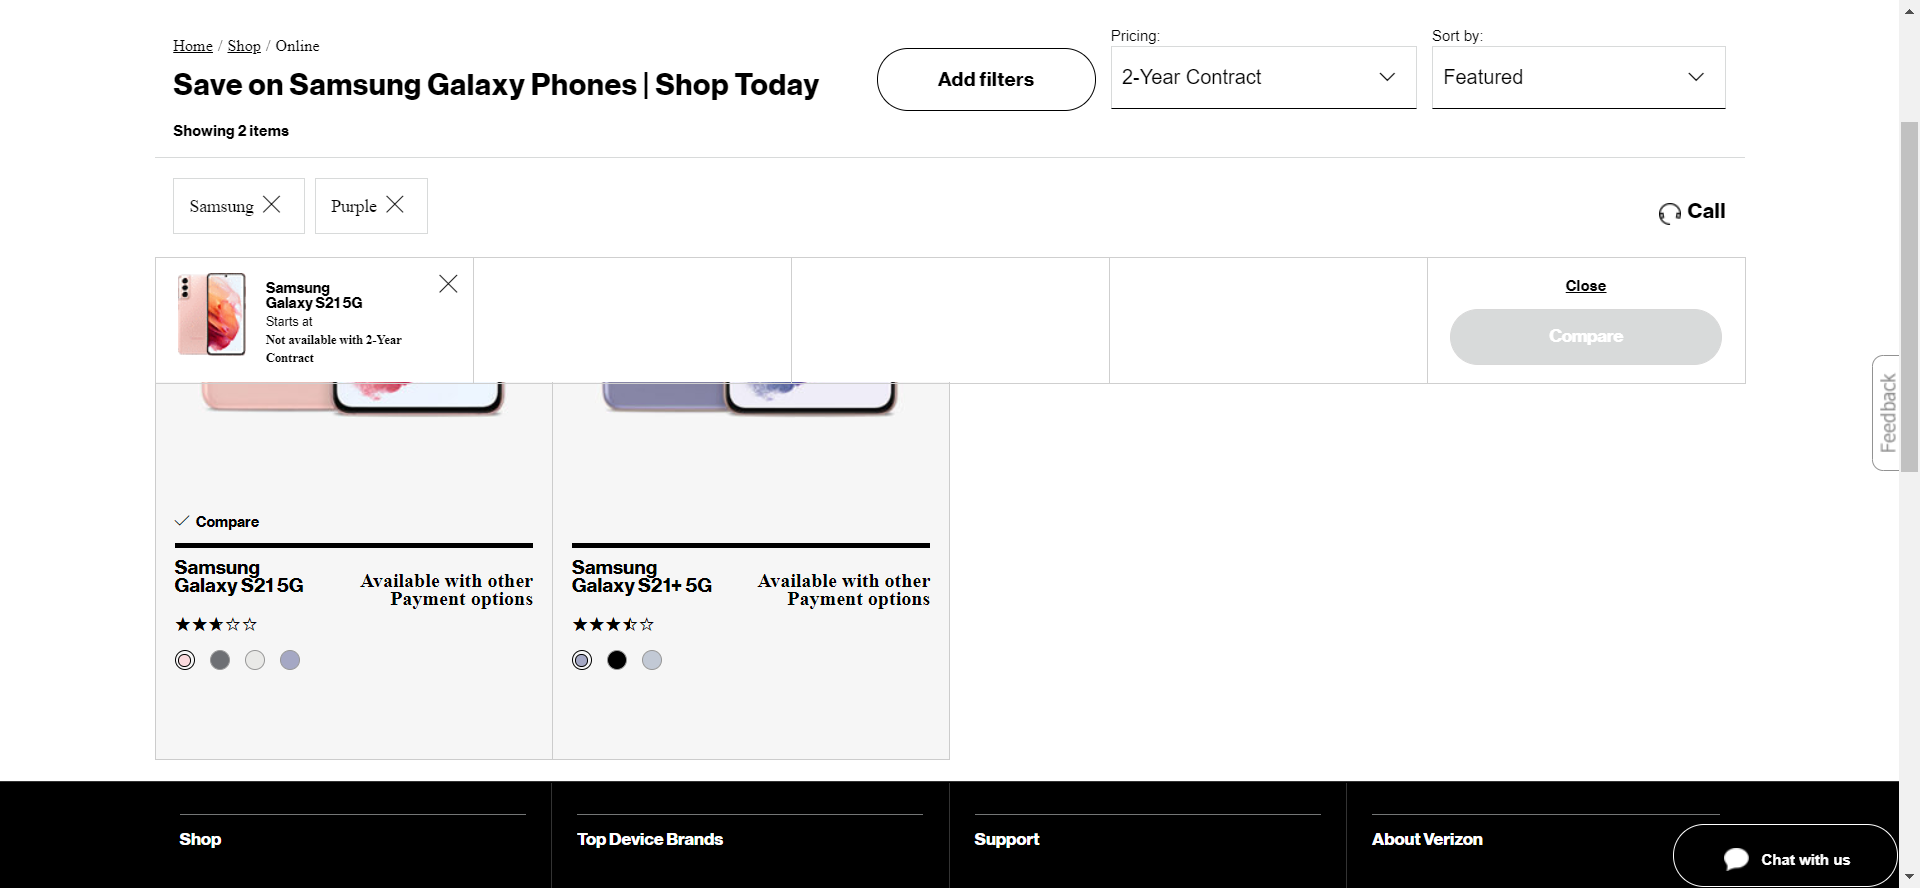 Home / Shop / Online
Save on Samsung Galaxy Phones | Shop Today
Showing 2 items
Add filters
Pricing:
2-Year Contract
Sort by:
Featured
Samsung
Purple
Call
Samsung
Galaxy S21 5G
Starts at
Not available with 2-Year
Contract
Close
Compare
Feedback
Compare
Samsung
Galaxy S21 5G
Available with other
Payment options
Samsung
Galaxy S21+ 5G
Available with other
Payment options
Shop
Top Device Brands
Support
About Verizon
Chat with us